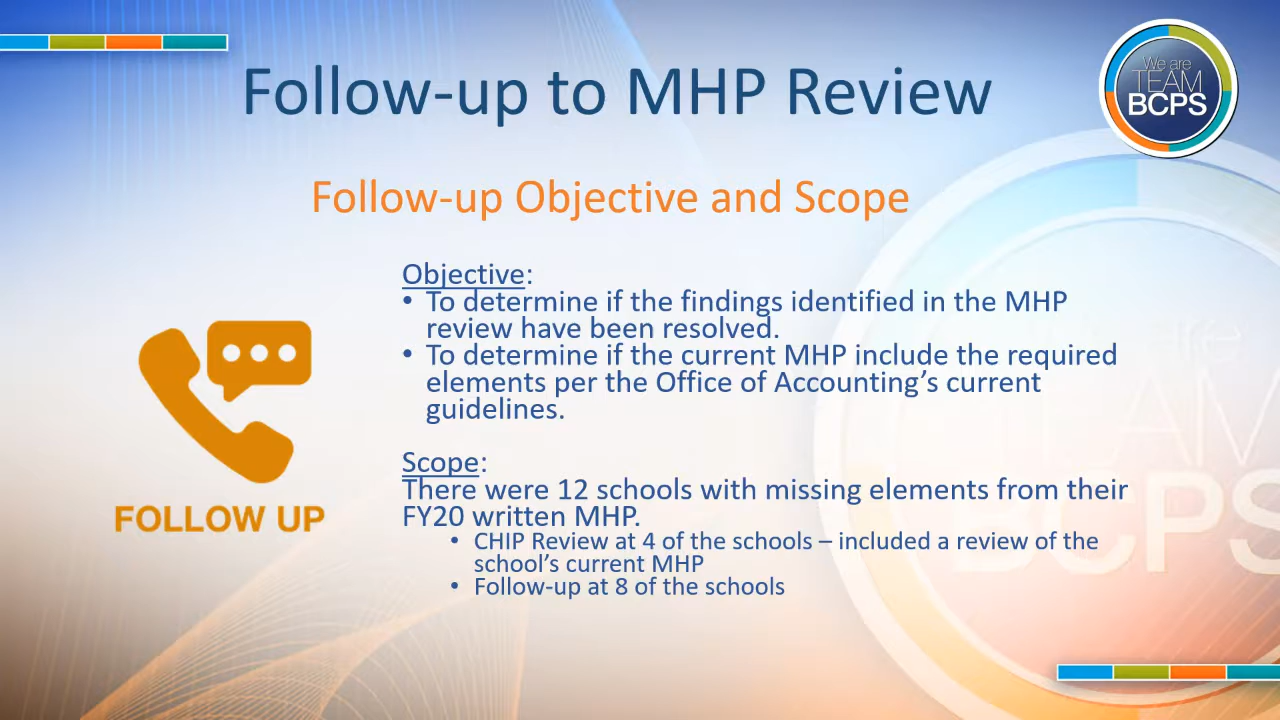 We are
TEAM
BCPS
Follow-up to MHP Review
Follow-up Objective and Scope
Objective:
• To determine if the findings identified in the MHP
review have been resolved.
• To determine if the current MHP include the required
elements per the Office of Accounting’s current
guidelines.
Scope:
There were 12 schools with missing elements from their
FY20 written MHP.
• CHIP Review at 4 of the schools – included a review of the
school’s current MHP
• Follow-up at 8 of the schools
FOLLOW UP